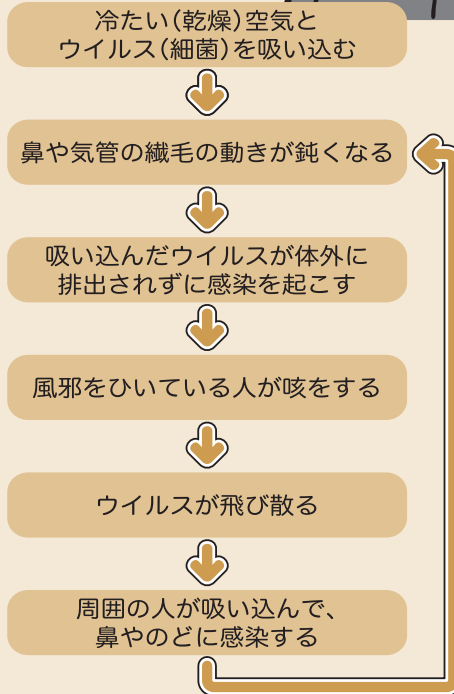 冷たい(乾燥)空気と
ウイルス(細菌)を吸い込む
鼻や気管の繊毛の動きが鈍くなる
吸い込んだウイルスが体外に
排出されずに感染を起こす
風邪をひいている人が咳をする
ウイルスが飛び散る
周囲の人が吸い込んで、
鼻やのどに感染する